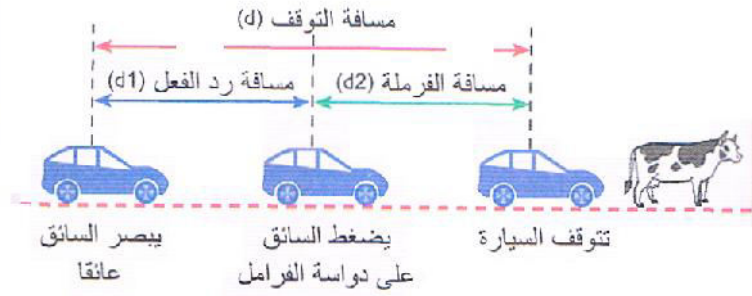 مسافة التوقف (d)
مسافة رد الفعل (d1)
مسافة الفرملة (d2)
يبصر السائق
عائقا
يضغط السائق
على دواسة الفرامل
تتوقف السيارة